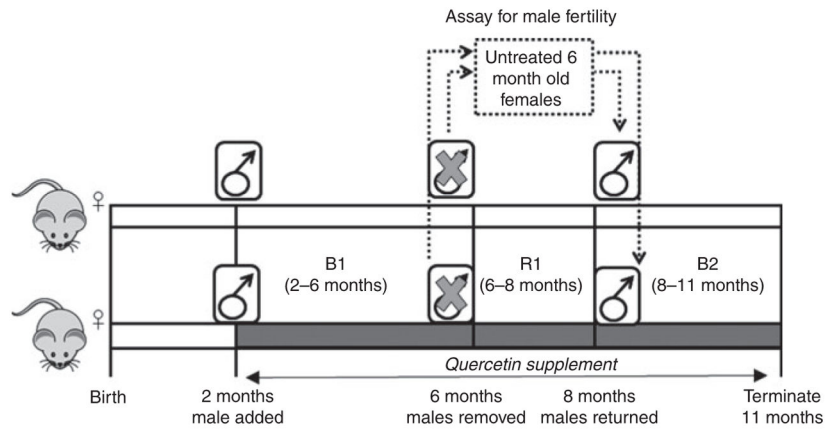 Assay for male fertility
Untreated 6
month old
females
♀
B1
(2–6 months)
R1
(6–8 months)
B2
(8–11 months)
♀
Quercetin supplement
Birth
2 months
male added
6 months
males removed
8 months
males returned
Terminate
11 months